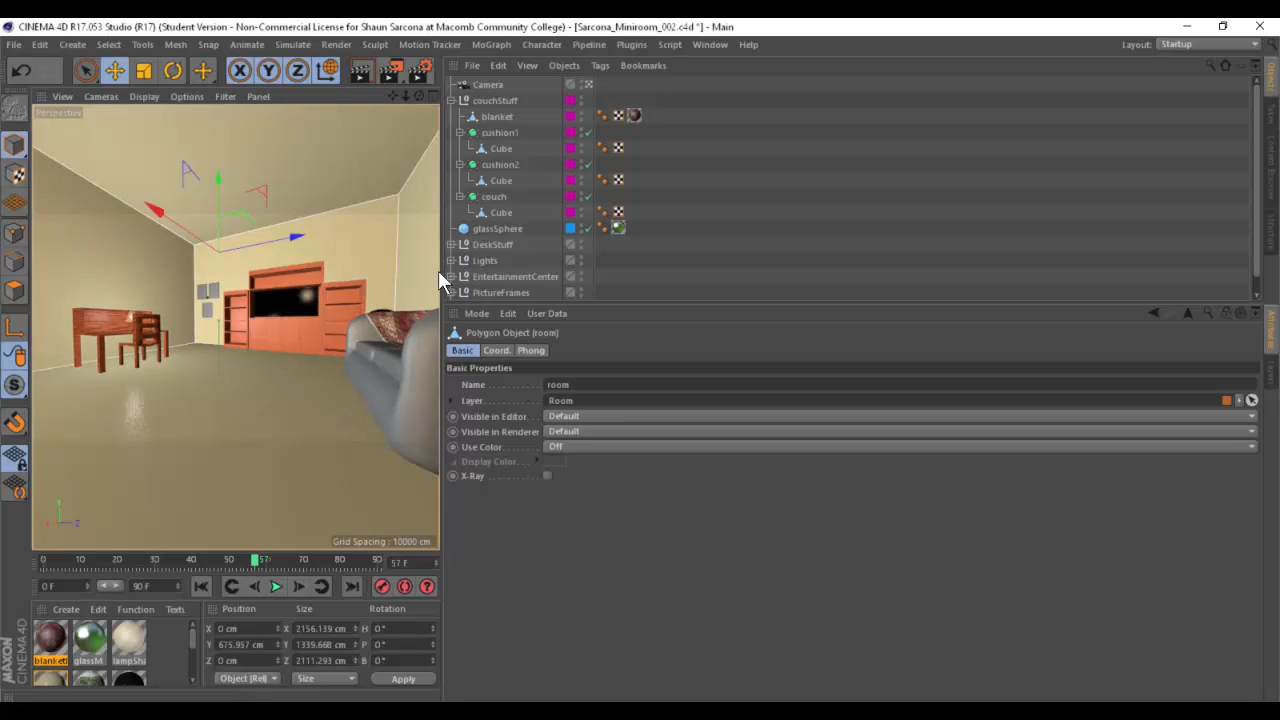 CINEMA 4D R17.053 Studio (R17) (Student Version - Non-Commercial License for Shaun Sarcona at Macomb Community College) - [Sarcona_Miniroom_002.c4d *] - Main
File Edit Create Select Tools Mesh Snap Animate Simulate Render Sculpt Motion Tracker MoGraph Character Pipeline Plugins Script Window Help
Layout: Startup
File Edit View Objects Tags Bookmarks
View Cameras Display Options Filter Panel
Perspective
Camera
couchStuff
blanket
cushion1
Cube
cushion2
Cube
couch
Cube
glassSphere
DeskStuff
Lights
EntertainmentCenter
PictureFrames
Mode Edit User Data
Polygon Object [room]
Basic Coord. Phong
Basic Properties
Name room
Layer Room
Visible in Editor Default
Visible in Renderer Default
Use Color Off
Display Color
X-Ray
Grid Spacing : 10000 cm
0 10 20 30 40 50 57 70 80 90 57 F
0 F 90 F
Create Edit Function Textu
Position Size Rotation
X 0 cm X 2156.139 cm H 0°
Y 675.957 cm Y 1339.668 cm P 0°
Z 0 cm Z 2111.293 cm B 0°
Object (Rel) Size Apply
glassM lampSha
MAXON CINEMA 4D